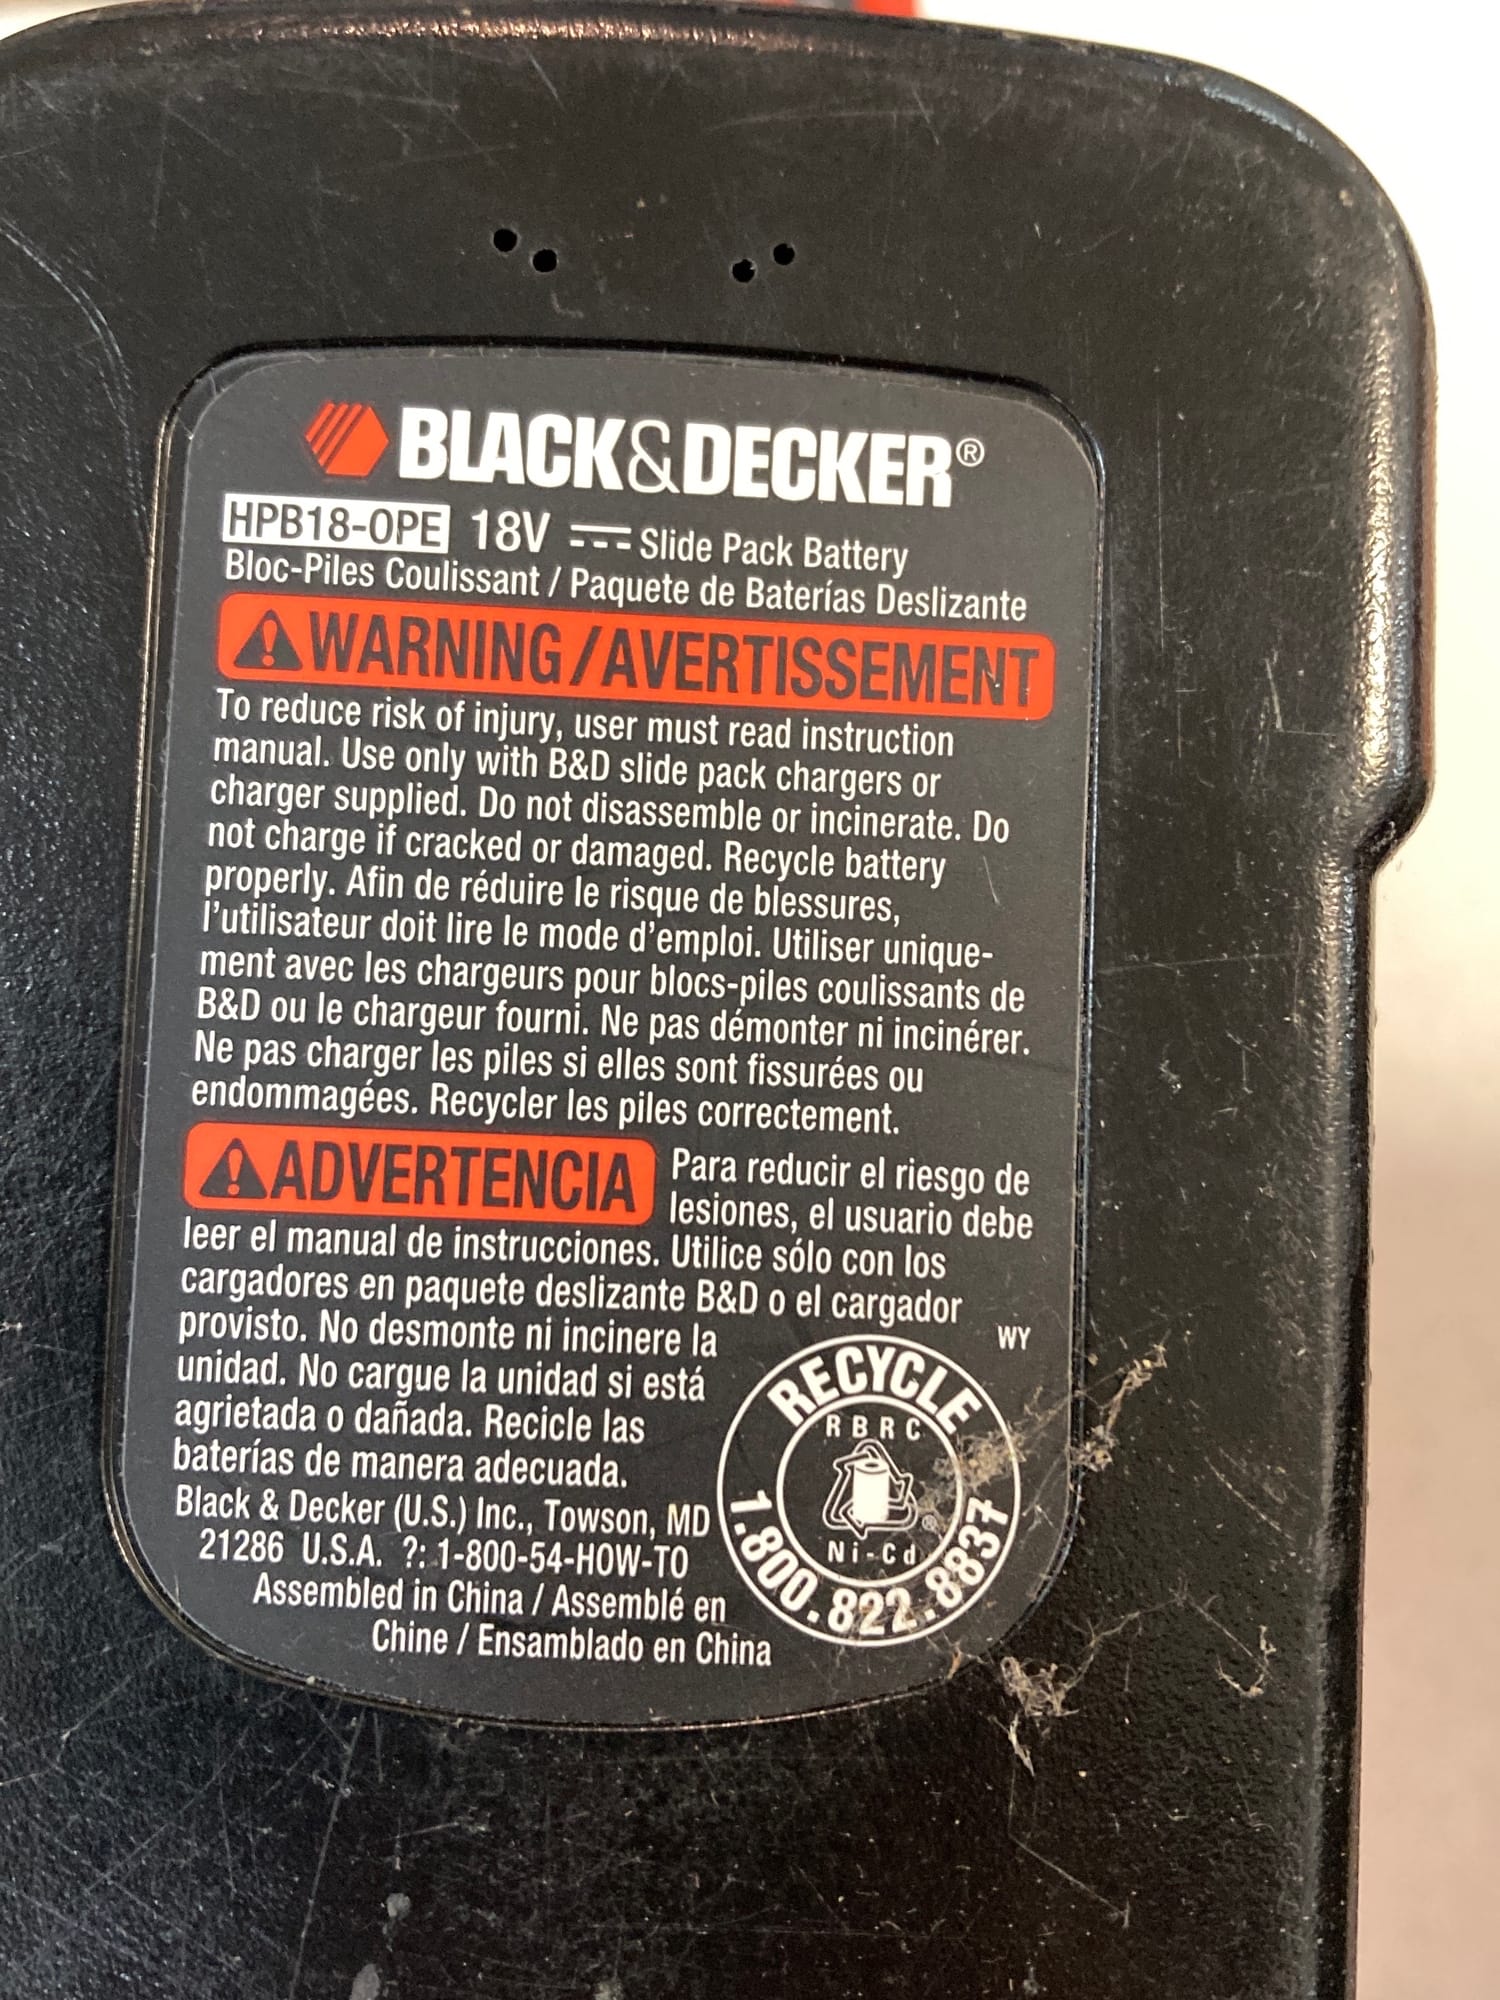 BLACK&DECKER®
HPB18-OPE 18V Slide Pack Battery
Bloc-Piles Coulissant / Paquete de Baterías Deslizante
WARNING/AVERTISSEMENT
To reduce risk of injury, user must read instruction
manual. Use only with B&D slide pack chargers or
charger supplied. Do not disassemble or incinerate. Do
not charge if cracked or damaged. Recycle battery
properly. Afin de réduire le risque de blessures,
l'utilisateur doit lire le mode d'emploi. Utiliser unique-
ment avec les chargeurs pour blocs-piles coulissants de
B&D ou le chargeur fourni. Ne pas démonter ni incinérer.
Ne pas charger les piles si elles sont fissurées ou
endommagées. Recycler les piles correctement.
ADVERTENCIA Para reducir el riesgo de
lesiones, el usuario debe
leer el manual de instrucciones. Utilice sólo con los
cargadores en paquete deslizante B&D o el cargador
provisto. No desmonte ni incinere la
unidad. No cargue la unidad si está
agrietada o dañada. Recicle las
baterías de manera adecuada.
Black & Decker (U.S.) Inc., Towson, MD
21286 U.S.A. ?: 1-800-54-HOW-TO
Assembled in China / Assemblé en
Chine / Ensamblado en China
WY
RECYCLE
RBRC
®
Ni-Cd
1.800.822.8837